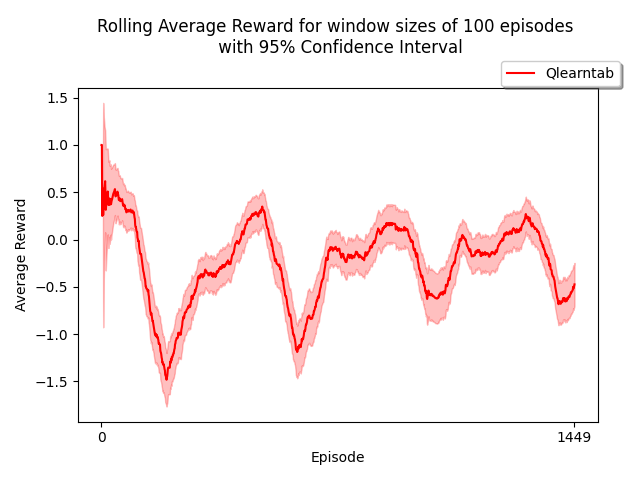 Rolling Average Reward for window sizes of 100 episodes
with 95% Confidence Interval
Qlearntab
1.5
1.0
0.5
0.0
−0.5
−1.0
−1.5
Average Reward
0
1449
Episode